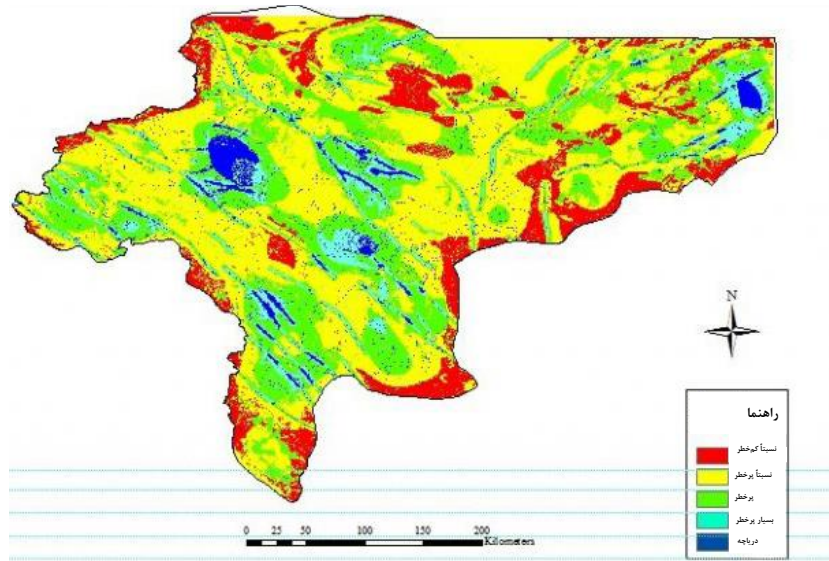 N
راهنما
نسبتاً کم‌خطر
نسبتاً پرخطر
پرخطر
بسیار پرخطر
دریاچه
0 25 50 100 150 200
Kilometers